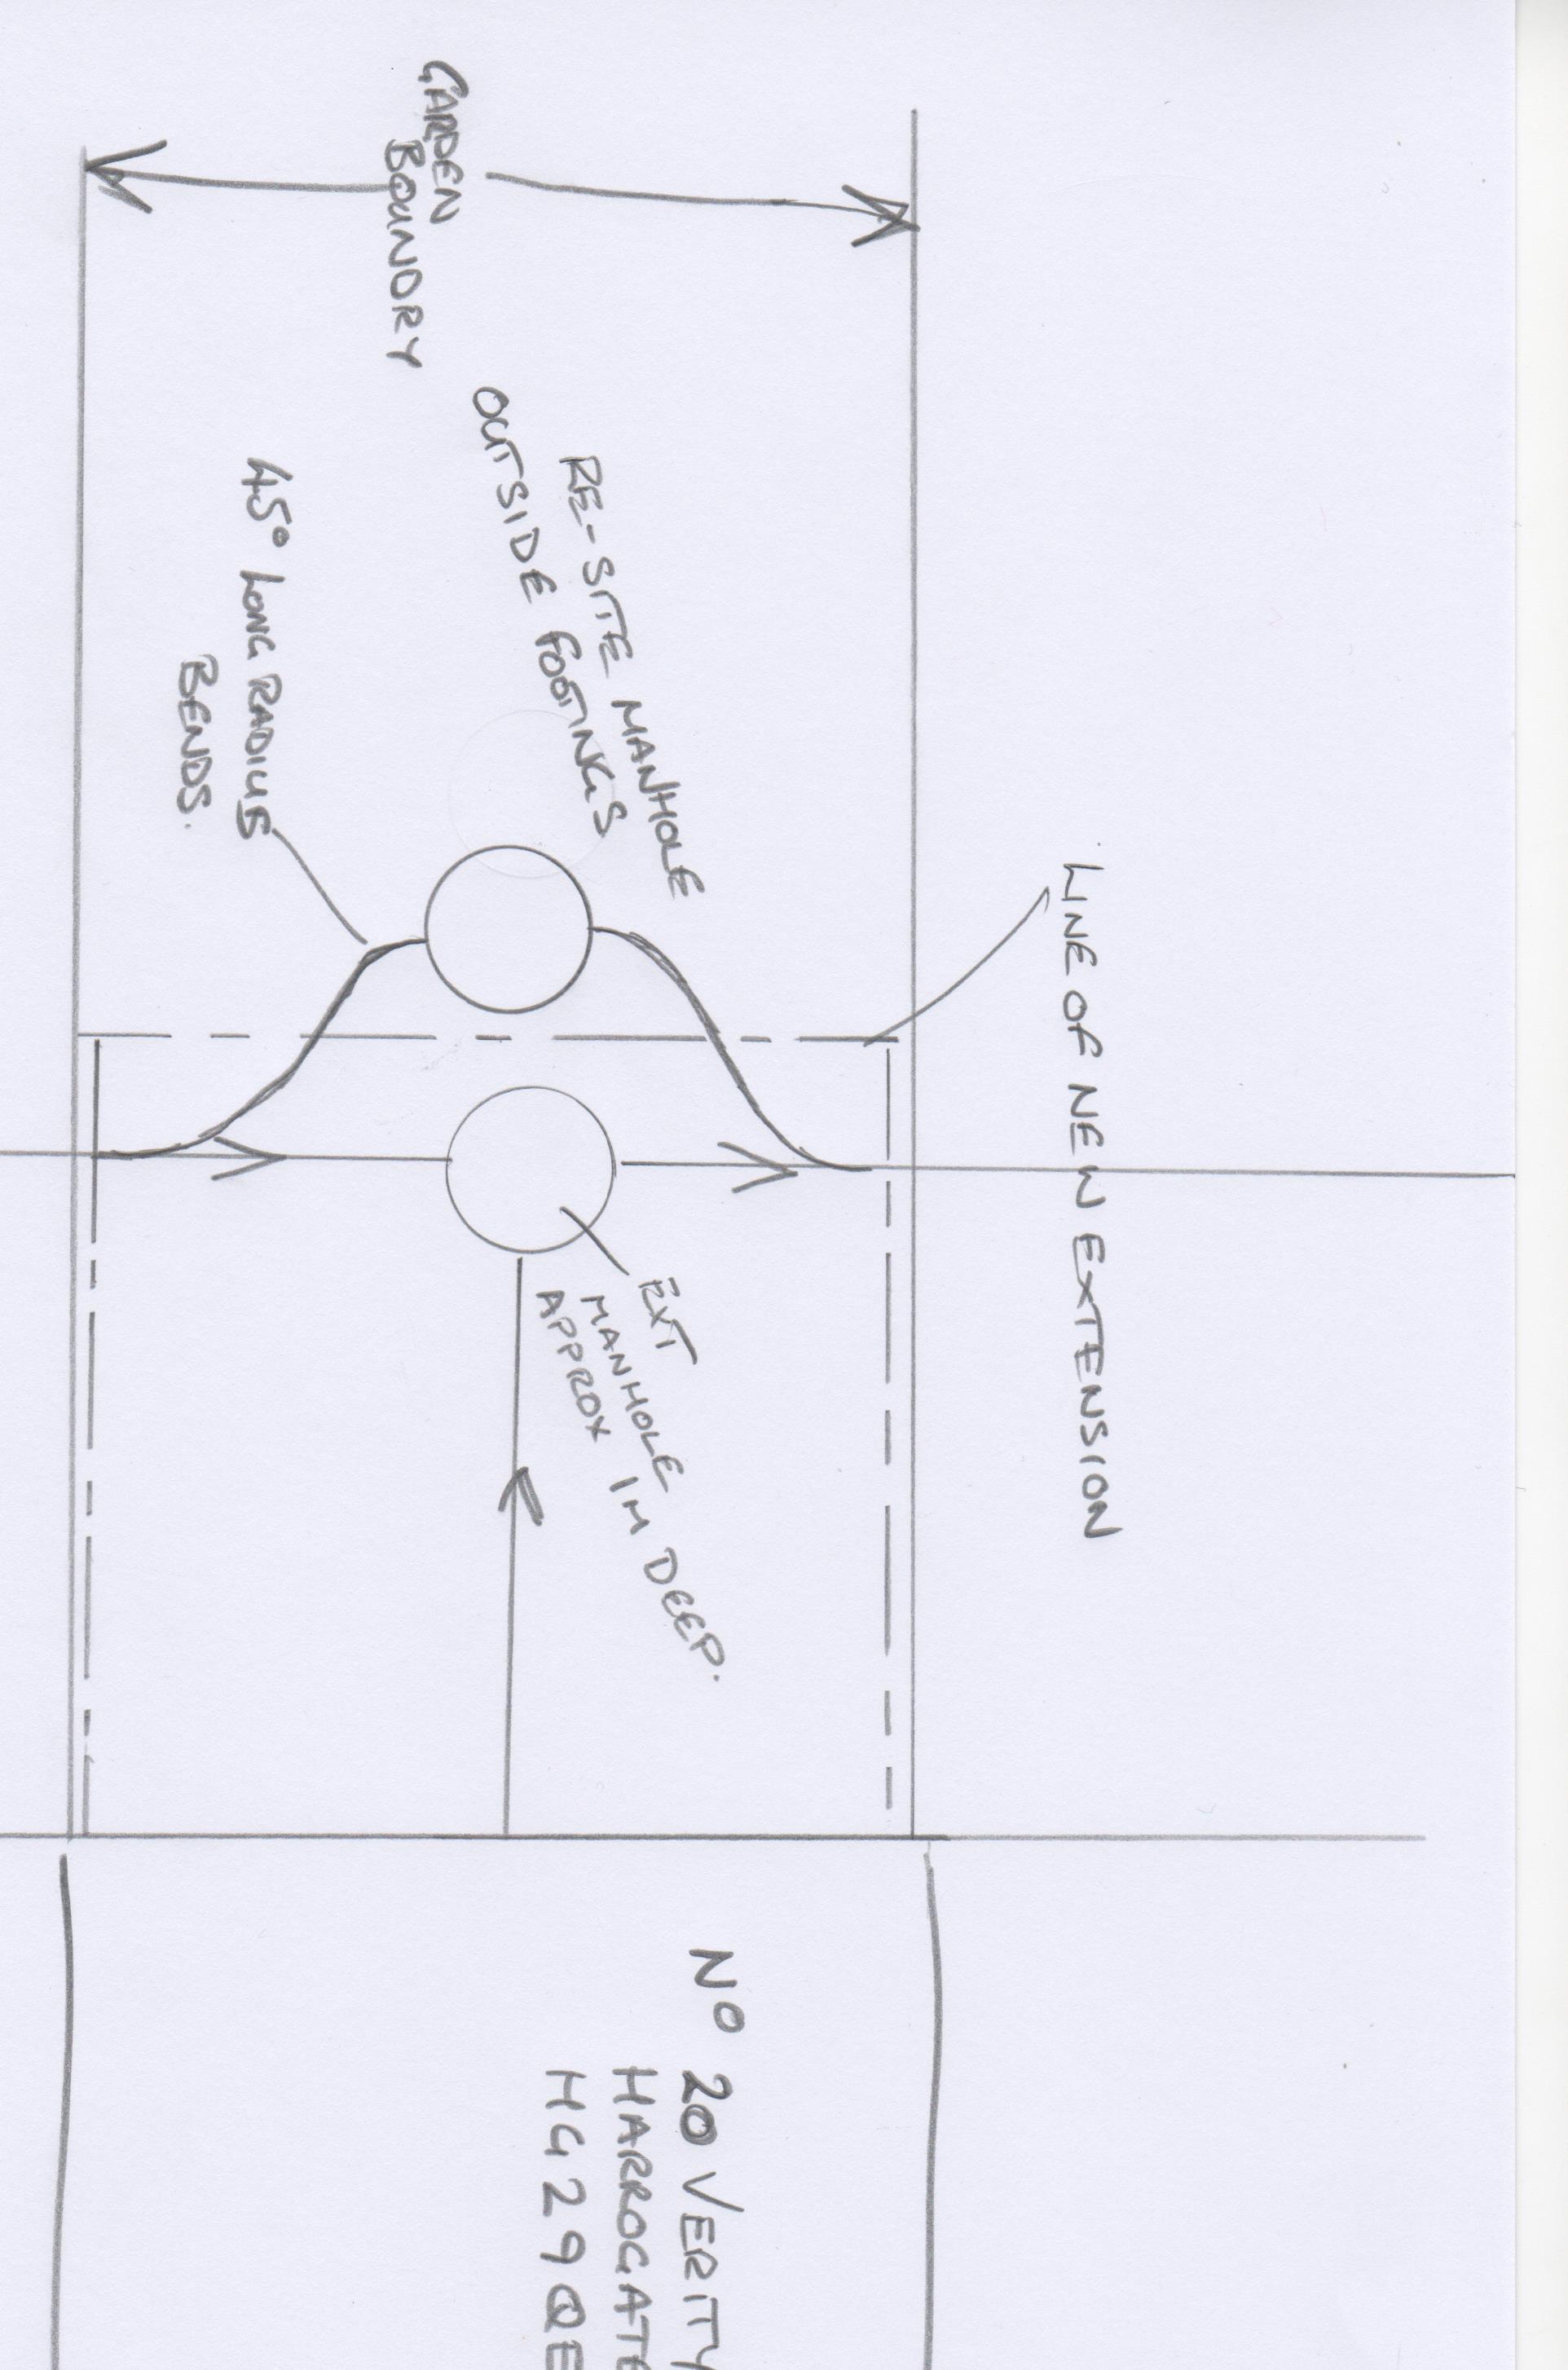 GARDEN
BOUNDRY
RE-SITE MANHOLE
OUTSIDE FOOTINGS
45° LONG RADIUS
BENDS.
LINE OF NEW EXTENSION
EXT
MANHOLE
APPROX 1M DEEP.
NO 20 VERITY
HARROGATE
HG2 9QE